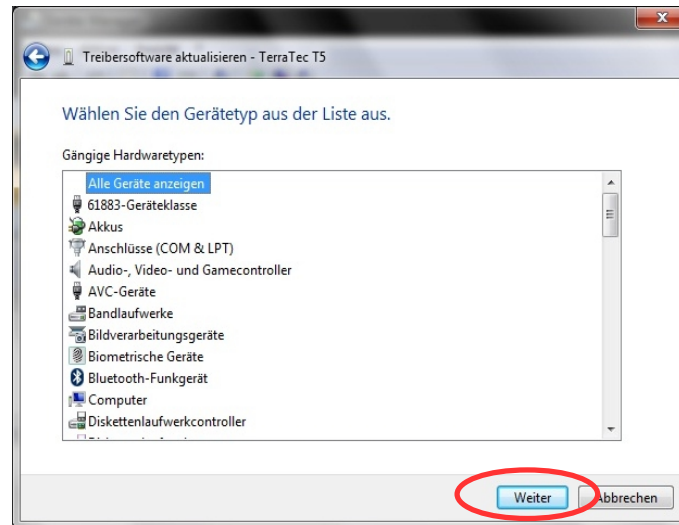 Treibersoftware aktualisieren - TerraTec T5
Wählen Sie den Gerätetyp aus der Liste aus.
Gängige Hardwaretypen:
Alle Geräte anzeigen
61883-Geräteklasse
Akkus
Anschlüsse (COM & LPT)
Audio-, Video- und Gamecontroller
AVC-Geräte
Bandlaufwerke
Bildverarbeitungsgeräte
Biometrische Geräte
Bluetooth-Funkgerät
Computer
Diskettenlaufwerkcontroller
Weiter
Abbrechen